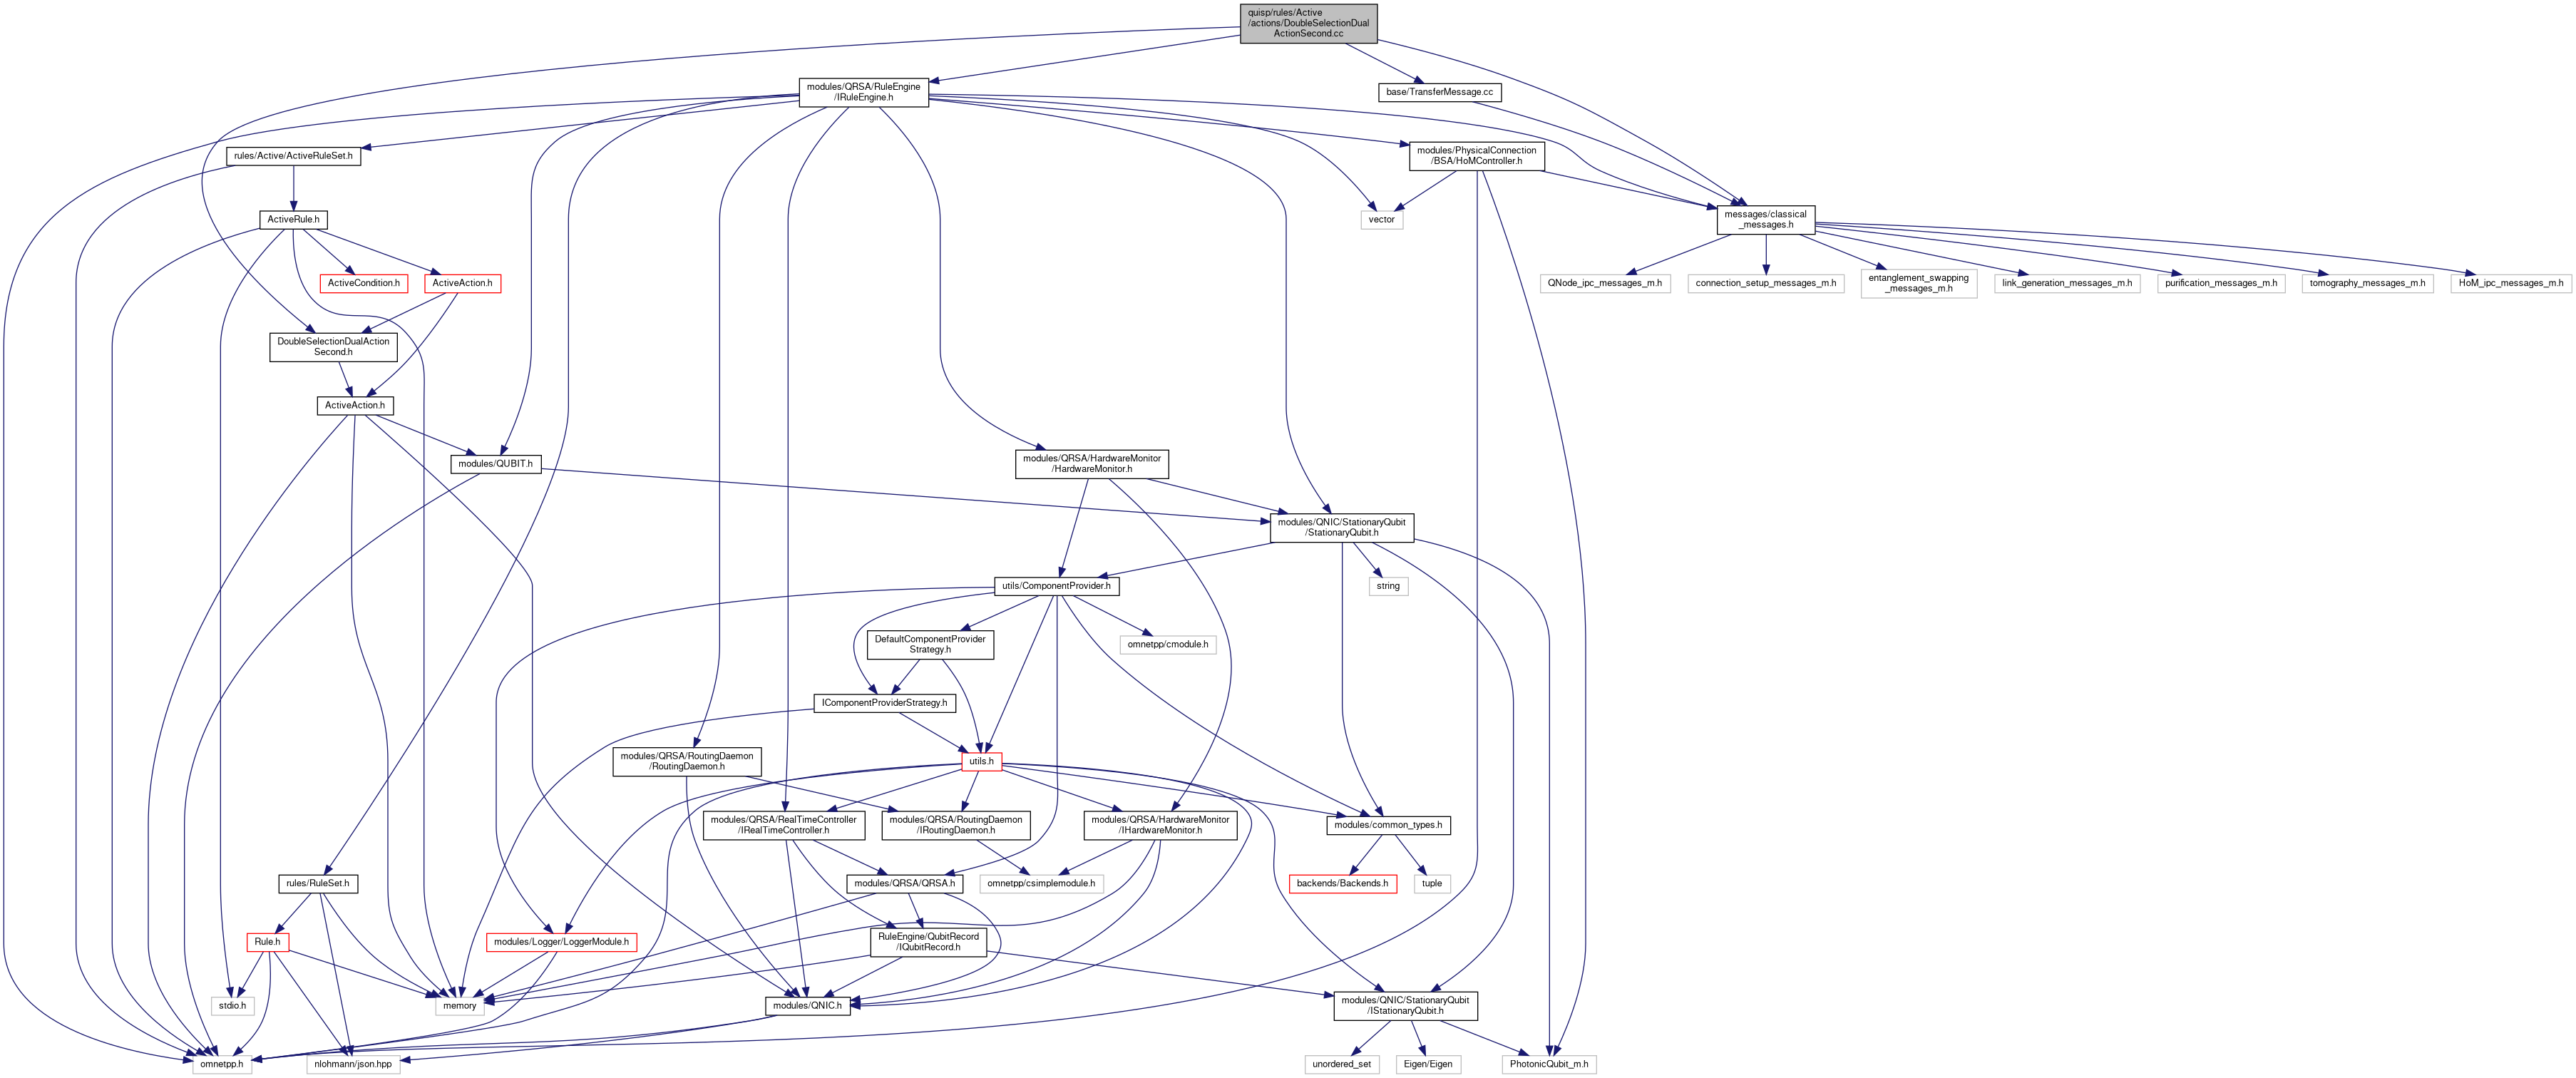 quisp/rules/Active
/actions/DoubleSelectionDual
ActionSecond.cc
modules/QRSA/RuleEngine
/IRuleEngine.h
base/TransferMessage.cc
rules/Active/ActiveRuleSet.h
modules/PhysicalConnection
/BSA/HoMController.h
ActiveRule.h
vector
messages/classical
_messages.h
ActiveCondition.h
ActiveAction.h
QNode_ipc_messages_m.h
connection_setup_messages_m.h
entanglement_swapping
_messages_m.h
link_generation_messages_m.h
purification_messages_m.h
tomography_messages_m.h
HoM_ipc_messages_m.h
DoubleSelectionDualAction
Second.h
ActiveAction.h
modules/QUBIT.h
modules/QRSA/HardwareMonitor
/HardwareMonitor.h
modules/QNIC/StationaryQubit
/StationaryQubit.h
utils/ComponentProvider.h
string
DefaultComponentProvider
Strategy.h
omnetpp/cmodule.h
IComponentProviderStrategy.h
modules/QRSA/RoutingDaemon
/RoutingDaemon.h
utils.h
modules/QRSA/RealTimeController
/IRealTimeController.h
modules/QRSA/RoutingDaemon
/IRoutingDaemon.h
modules/QRSA/HardwareMonitor
/IHardwareMonitor.h
modules/common_types.h
rules/RuleSet.h
modules/QRSA/QRSA.h
omnetpp/csimplemodule.h
backends/Backends.h
tuple
Rule.h
modules/Logger/LoggerModule.h
RuleEngine/QubitRecord
/IQubitRecord.h
stdio.h
memory
modules/QNIC.h
modules/QNIC/StationaryQubit
/IStationaryQubit.h
omnetpp.h
nlohmann/json.hpp
unordered_set
Eigen/Eigen
PhotonicQubit_m.h